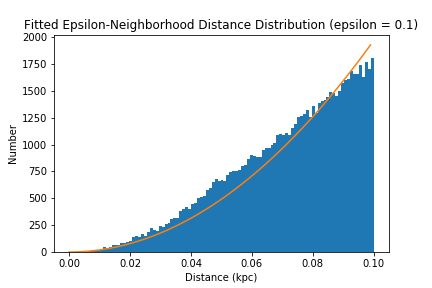 Fitted Epsilon-Neighborhood Distance Distribution (epsilon = 0.1)
2000
1750
1500
1250
1000
750
500
250
0
Number
0.00 0.02 0.04 0.06 0.08 0.10
Distance (kpc)